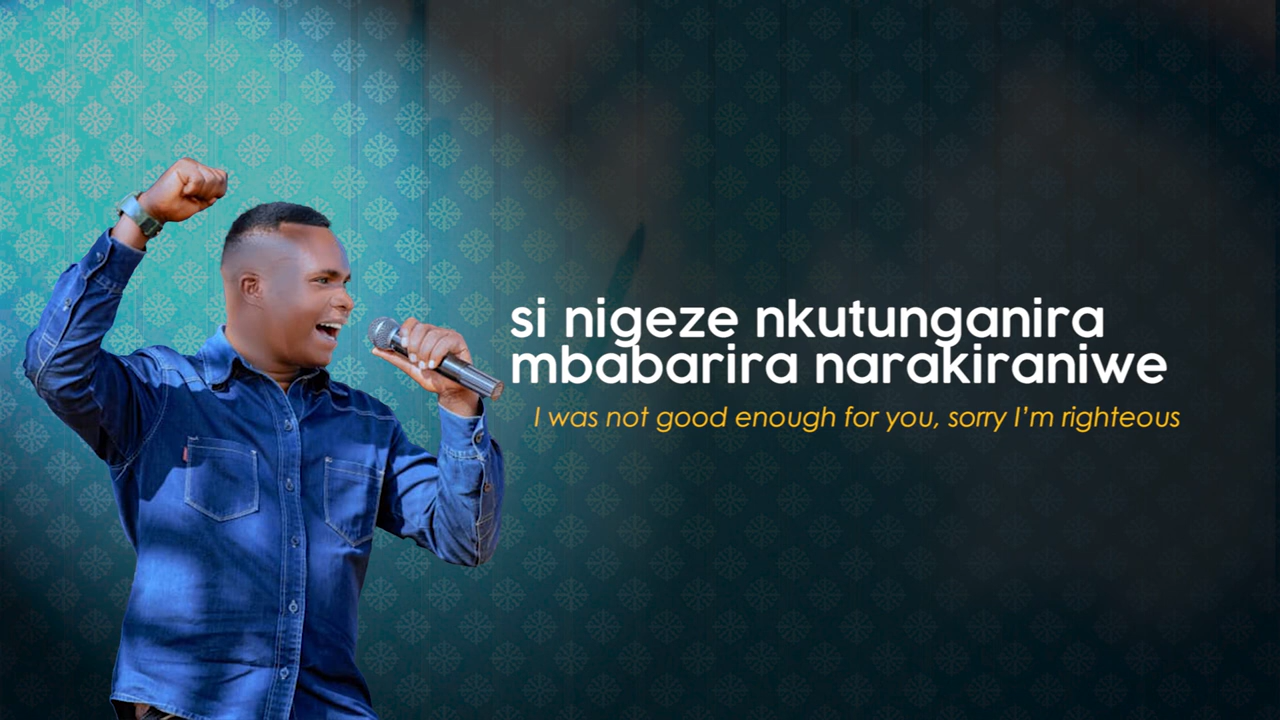 si nigeze nkutunganira
mbabarira narakiraniwe
I was not good enough for you, sorry I'm righteous